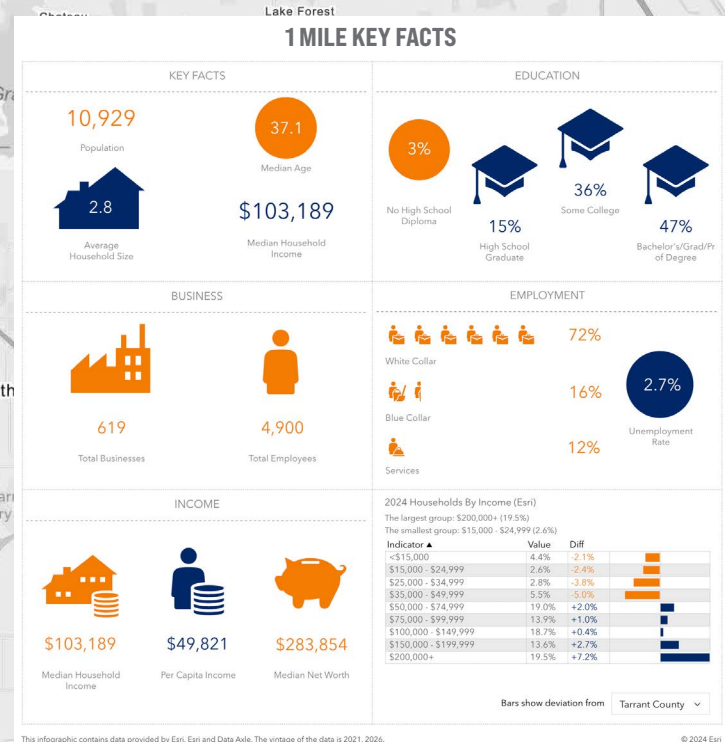 Lake Forest
1 MILE KEY FACTS
KEY FACTS
10,929
Population
37.1
Median Age
2.8
Average
Household Size
$103,189
Median Household
Income
EDUCATION
3%
No High School
Diploma
15%
High School
Graduate
36%
Some College
47%
Bachelor's/Grad/Pr
of Degree
BUSINESS
619
Total Businesses
4,900
Total Employees
EMPLOYMENT
72%
White Collar
16%
Blue Collar
12%
Services
2.7%
Unemployment
Rate
INCOME
$103,189
Median Household
Income
$49,821
Per Capita Income
$283,854
Median Net Worth
2024 Households By Income (Esri)
The largest group: $200,000+ (19.5%)
The smallest group: $15,000 - $24,999 (2.6%)
Indicator ▲ Value Diff
<$15,000 4.4% -2.1%
$15,000 - $24,999 2.6% -2.4%
$25,000 - $34,999 2.8% -3.8%
$35,000 - $49,999 5.5% -5.0%
$50,000 - $74,999 19.0% +2.0%
$75,000 - $99,999 13.9% +1.0%
$100,000 - $149,999 18.7% +0.4%
$150,000 - $199,999 13.6% +2.7%
$200,000+ 19.5% +7.2%
Bars show deviation from Tarrant County
This infographic contains data provided by Esri, Esri and Data Axle. The vintage of the data is 2021, 2026.
© 2024 Esri